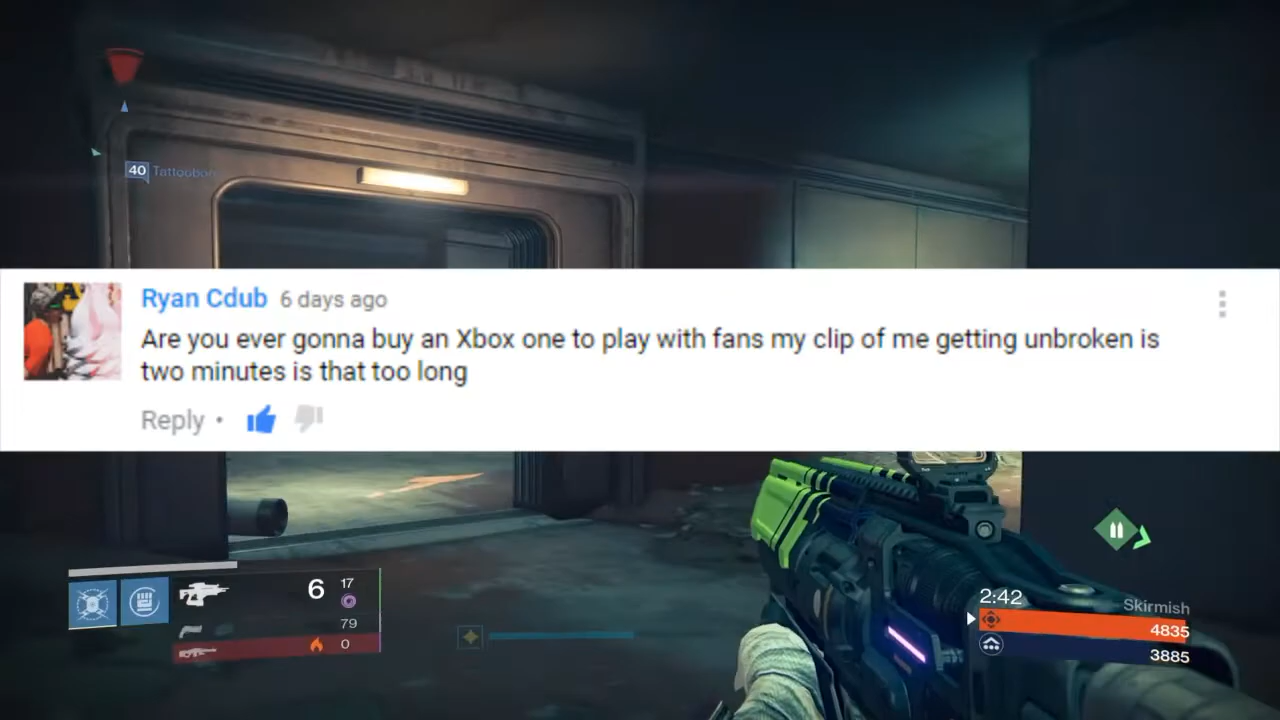 40 Tattoobon
Ryan Cdub 6 days ago
Are you ever gonna buy an Xbox one to play with fans my clip of me getting unbroken is
two minutes is that too long
Reply •
6 17
79
0
2:42 Skirmish
4835
3885